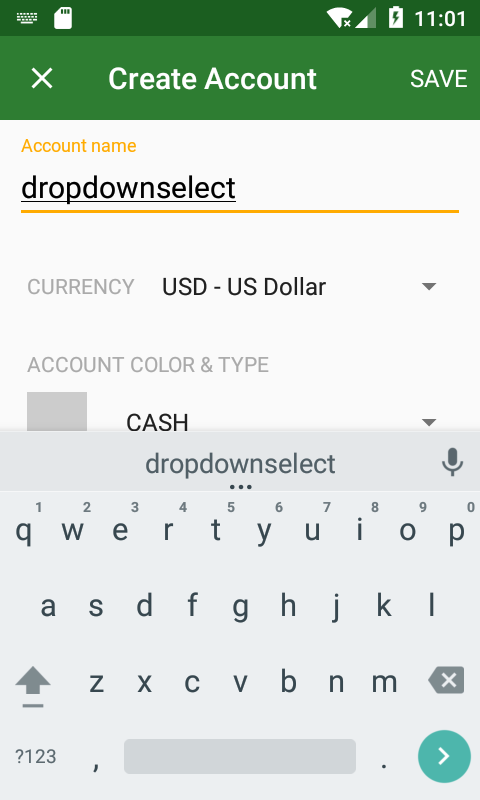 11:01
Create Account SAVE
Account name
dropdownselect
CURRENCY USD - US Dollar
ACCOUNT COLOR & TYPE
CASH
dropdownselect
1 2 3 4 5 6 7 8 9 0
q w e r t y u i o p
a s d f g h j k l
z x c v b n m
?123 , .